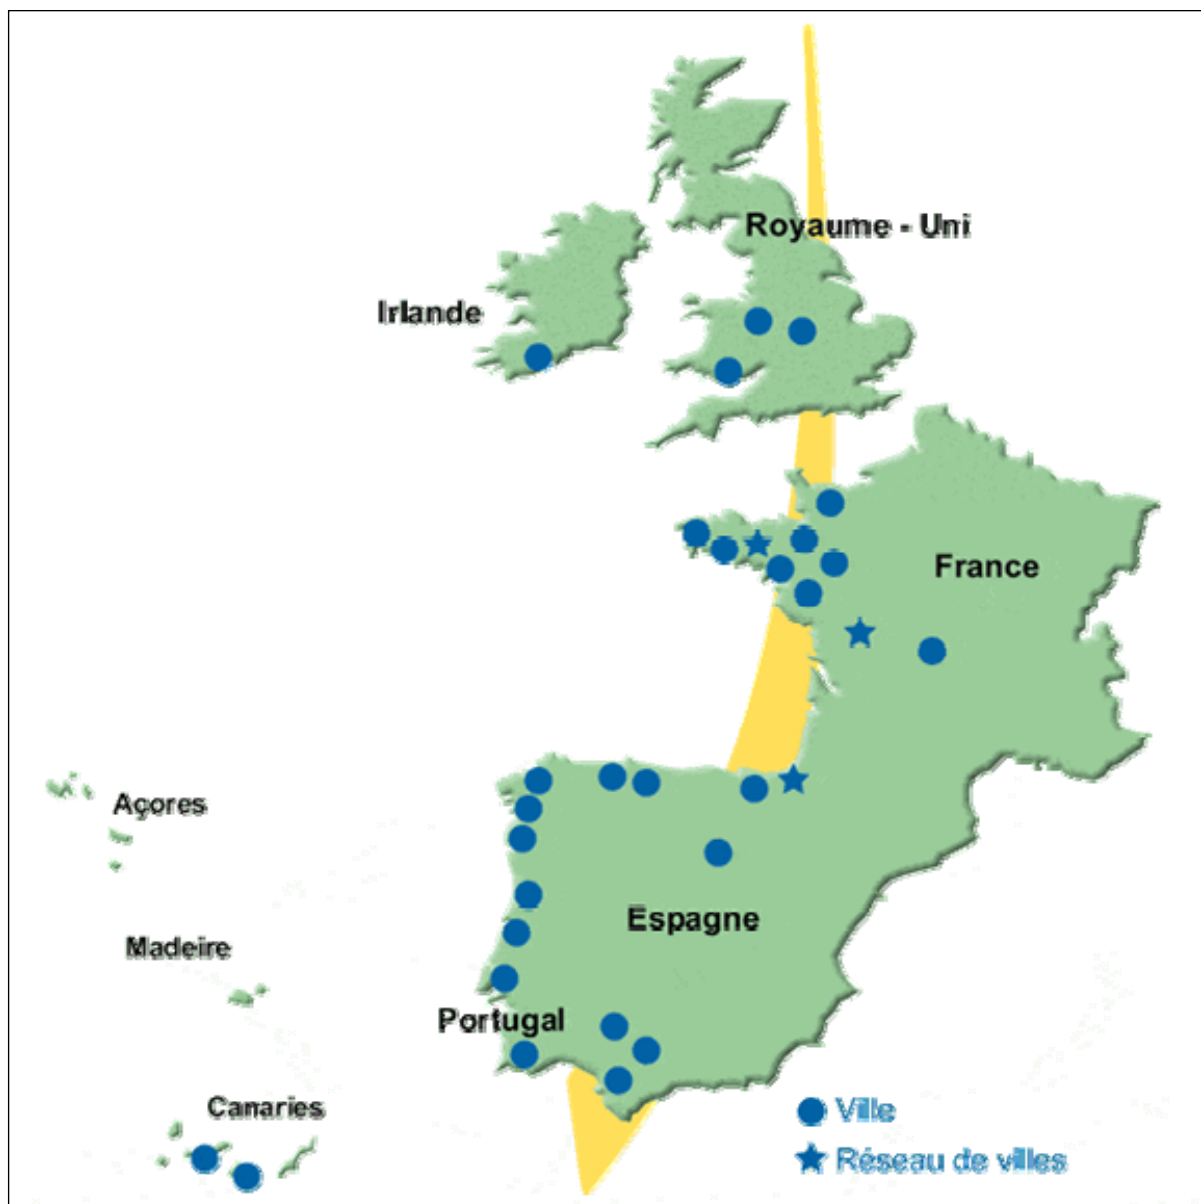 Royaume - Uni
Irlande
France
Açores
Espagne
Madeire
Portugal
Canaries
Ville
Réseau de villes